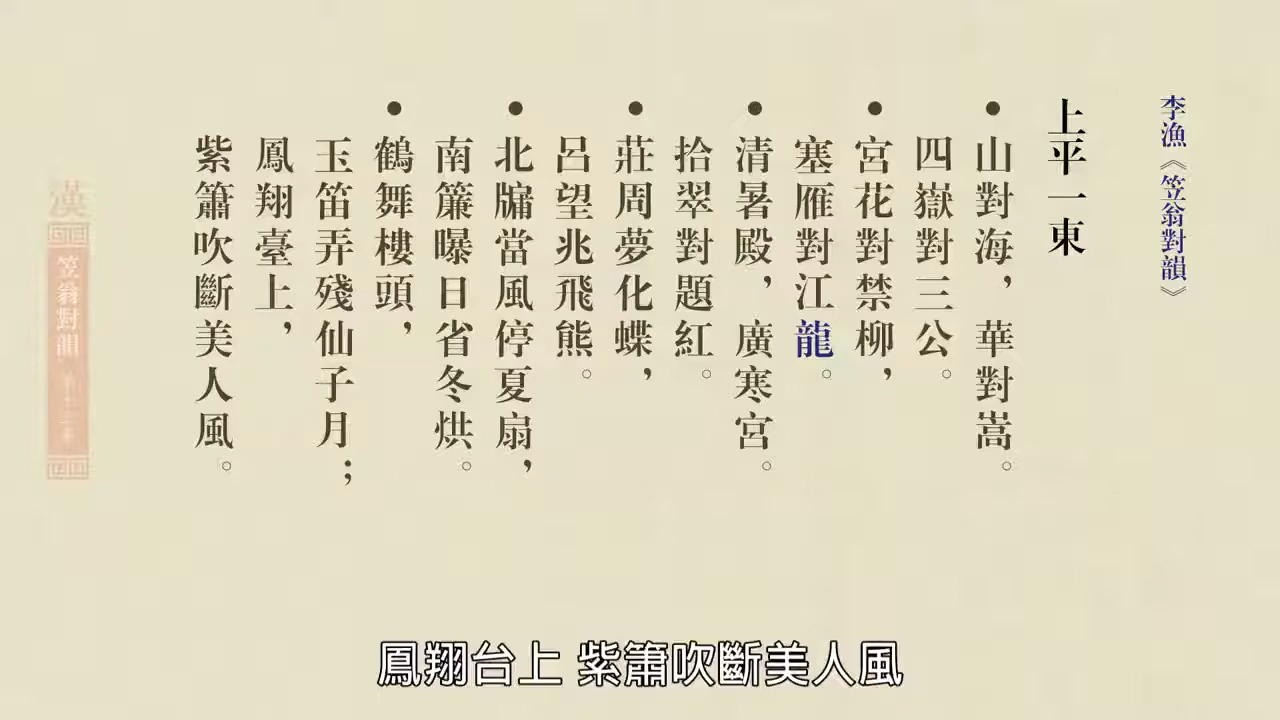 李漁《笠翁對韻》
上平一東
• 山對海，華對嵩。
四嶽對三公。
• 宮花對禁柳，
塞雁對江龍。
• 清暑殿，廣寒宮。
拾翠對題紅。
• 莊周夢化蝶，
呂望兆飛熊。
• 北牖當風停夏扇，
南簾曝日省冬烘。
• 鶴舞樓頭，
玉笛弄殘仙子月；
鳳翔臺上，
紫簫吹斷美人風。
漢
笠翁對韻
鳳翔台上 紫簫吹斷美人風